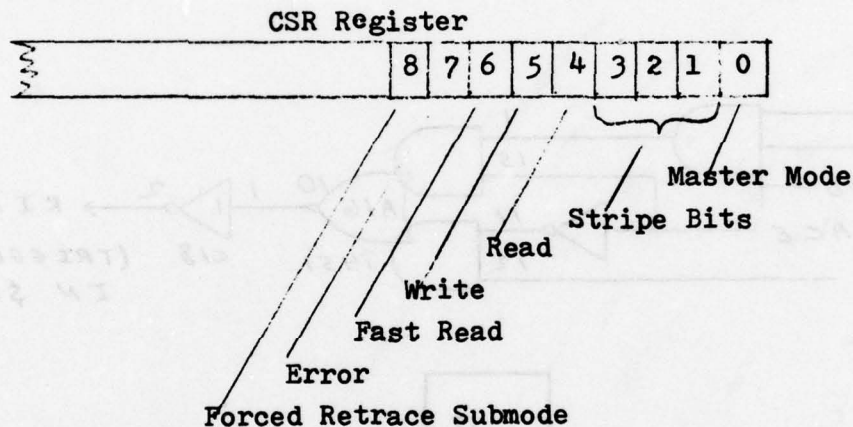 CSR Register
8 7 6 5 4 3 2 1 0
Master Mode
Stripe Bits
Read
Write
Fast Read
Error
Forced Retrace Submode